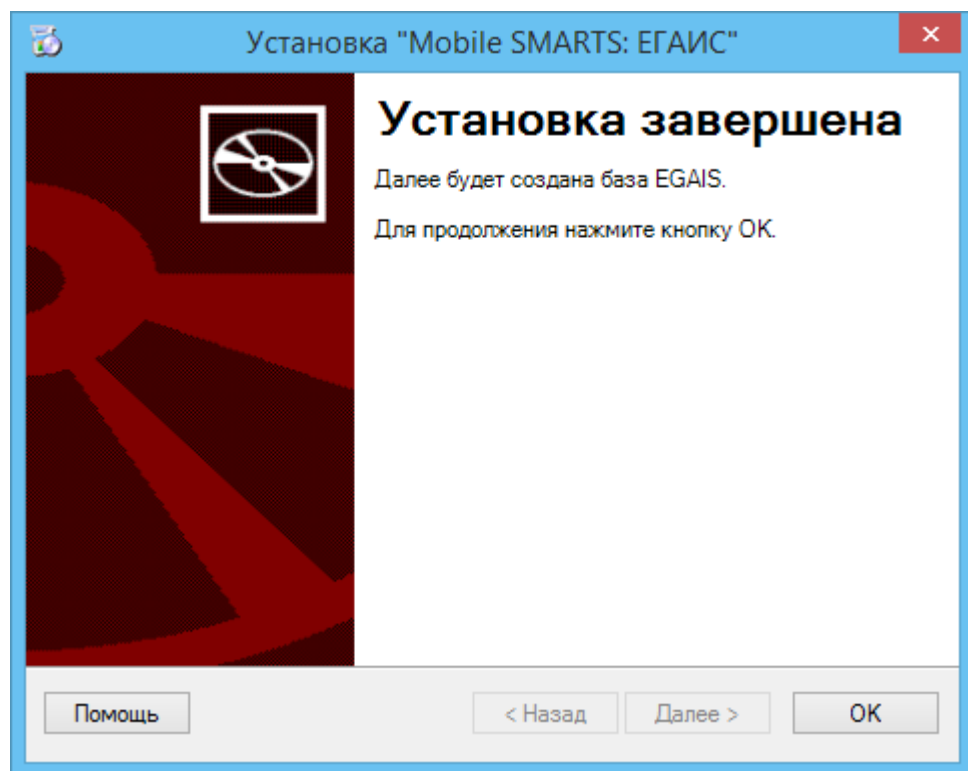 Установка "Mobile SMARTS: ЕГАИС"
Установка завершена
Далее будет создана база EGAIS.
Для продолжения нажмите кнопку ОК.
Помощь
< Назад
Далее >
OK